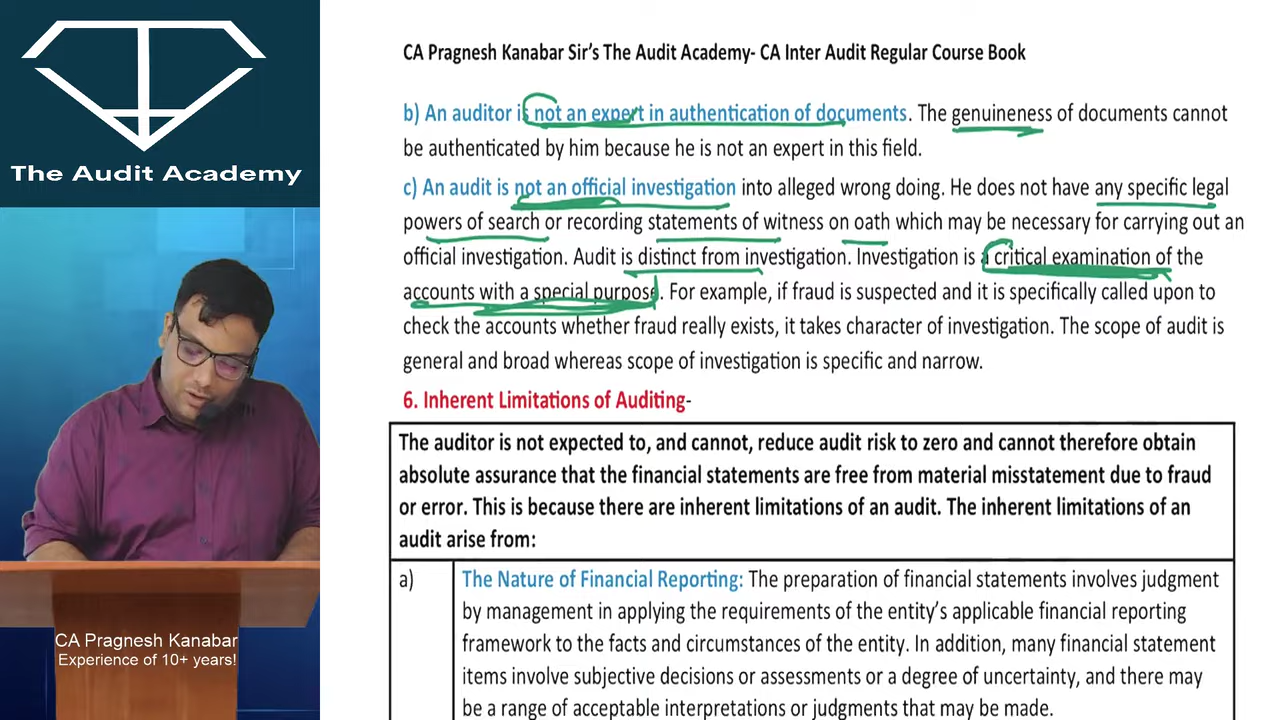 The Audit Academy
CA Pragnesh Kanabar
Experience of 10+ years!
CA Pragnesh Kanabar Sir's The Audit Academy- CA Inter Audit Regular Course Book
b) An auditor is not an expert in authentication of documents. The genuineness of documents cannot
be authenticated by him because he is not an expert in this field.
c) An audit is not an official investigation into alleged wrong doing. He does not have any specific legal
powers of search or recording statements of witness on oath which may be necessary for carrying out an
official investigation. Audit is distinct from investigation. Investigation is a critical examination of the
accounts with a special purpose. For example, if fraud is suspected and it is specifically called upon to
check the accounts whether fraud really exists, it takes character of investigation. The scope of audit is
general and broad whereas scope of investigation is specific and narrow.
6. Inherent Limitations of Auditing-
The auditor is not expected to, and cannot, reduce audit risk to zero and cannot therefore obtain
absolute assurance that the financial statements are free from material misstatement due to fraud
or error. This is because there are inherent limitations of an audit. The inherent limitations of an
audit arise from:
a) The Nature of Financial Reporting: The preparation of financial statements involves judgment
by management in applying the requirements of the entity's applicable financial reporting
framework to the facts and circumstances of the entity. In addition, many financial statement
items involve subjective decisions or assessments or a degree of uncertainty, and there may
be a range of acceptable interpretations or judgments that may be made.